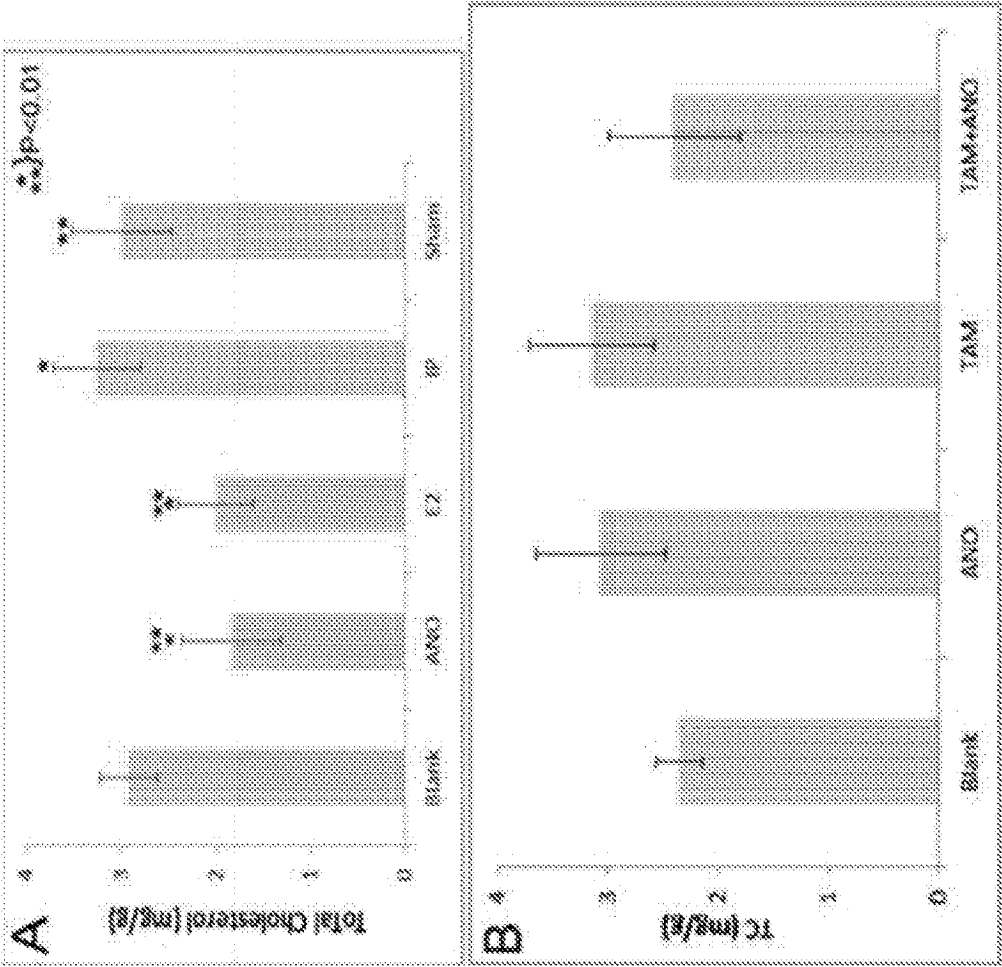 A
*
**}P<0.01
Total Cholesterol (mg/g)
4
3
2
1
0
**
*
*
**
*
**
Blank
ANO
E2
IP
Sham
B
TC (mg/g)
4
3
2
1
0
Blank
ANO
TAM
TAM+ANO